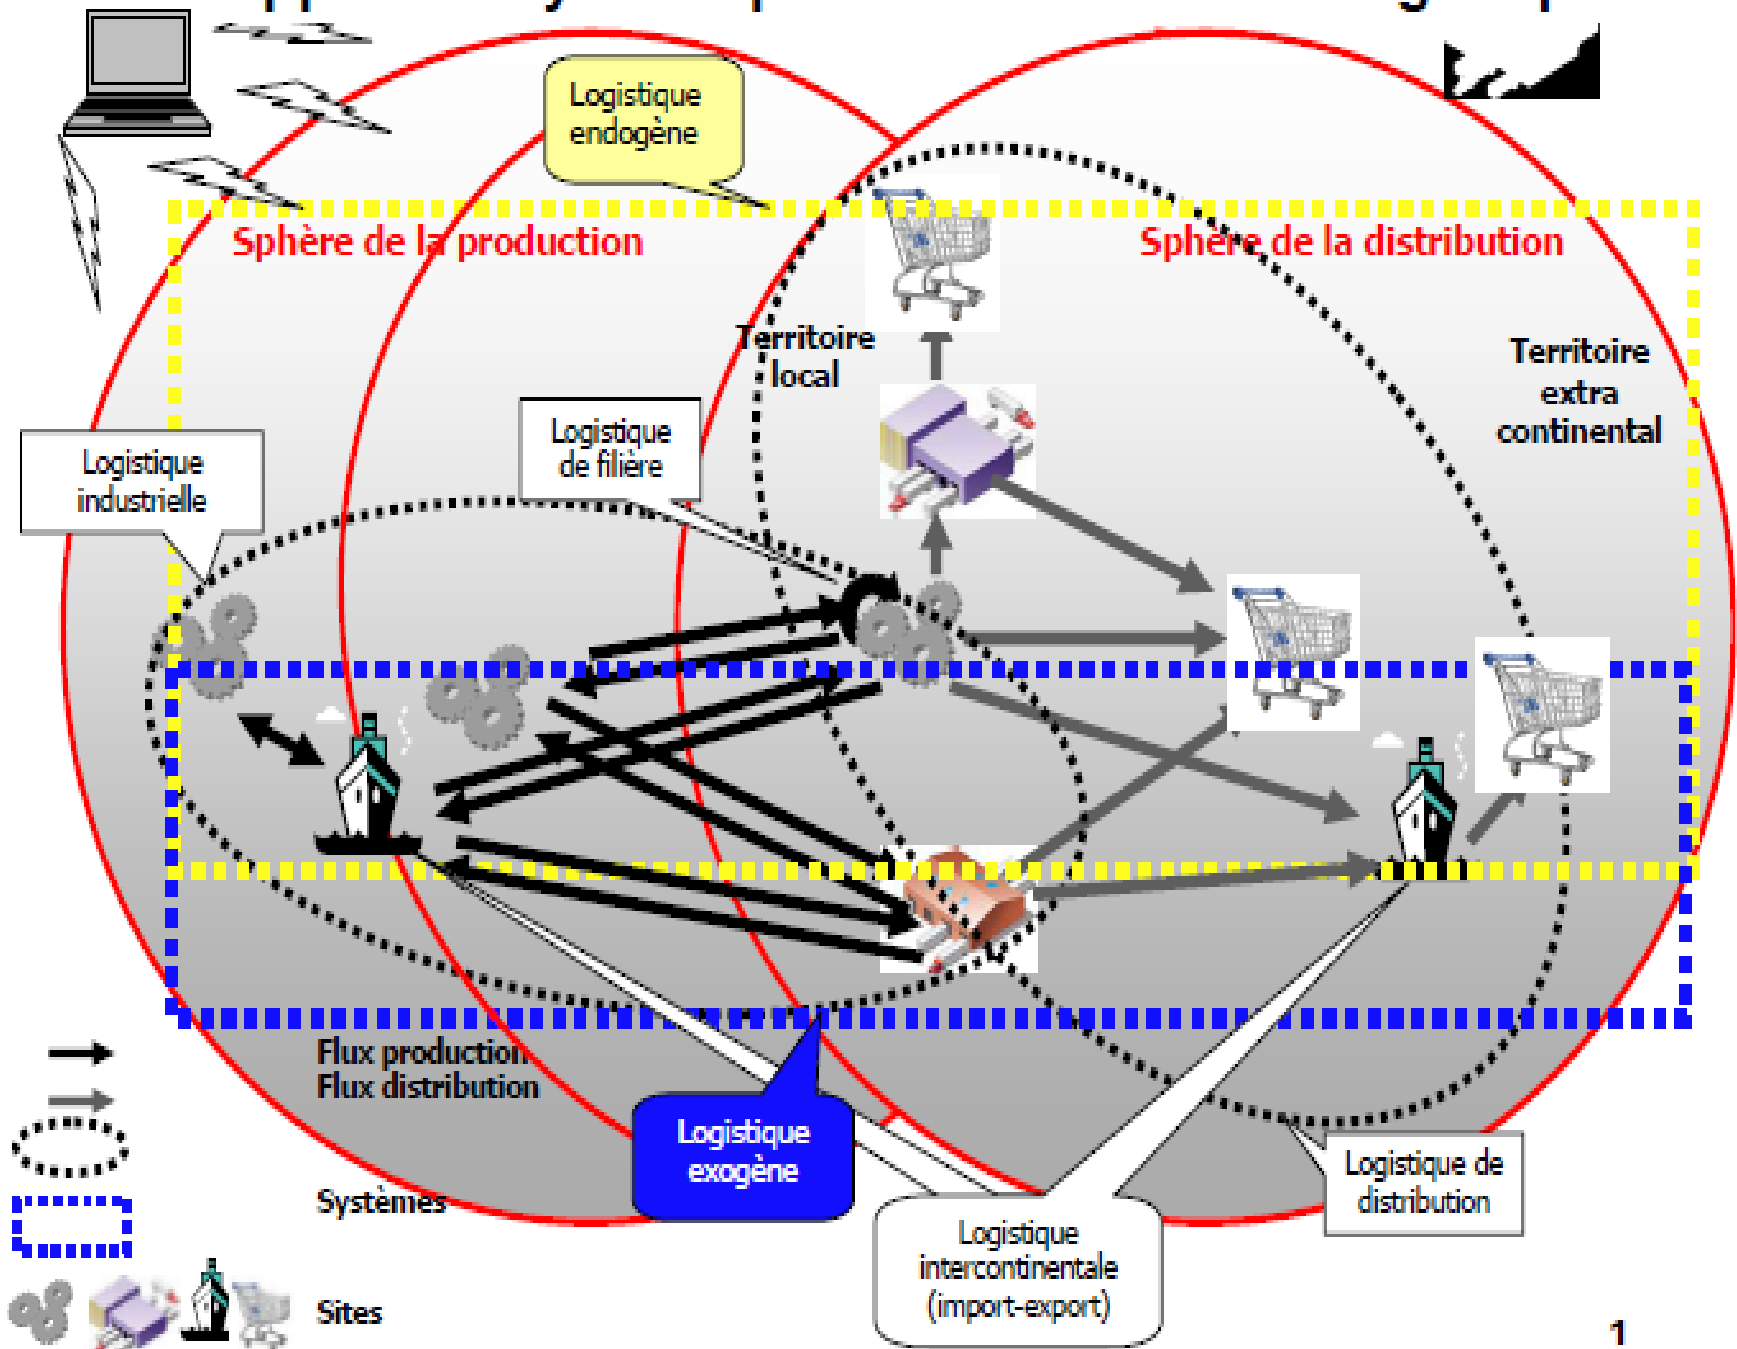 Logistique
endogène
Sphère de la production
Sphère de la distribution
Territoire
local
Territoire
extra
continental
Logistique
de filière
Logistique
industrielle
Flux production
Flux distribution
Logistique
exogène
Logistique de
distribution
Systèmes
Logistique
intercontinentale
(import-export)
Sites
1